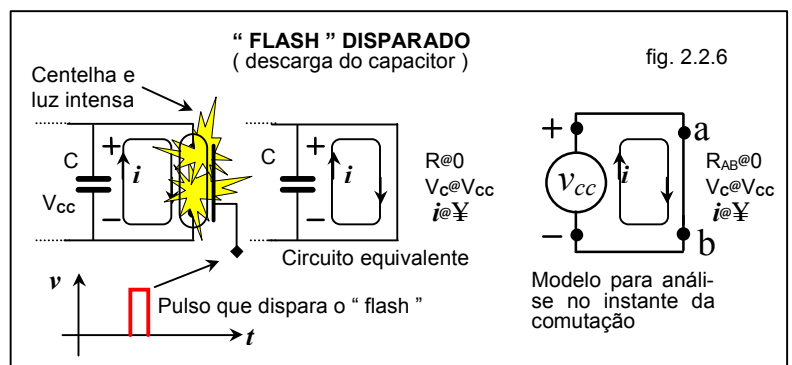 “ FLASH ” DISPARADO
( descarga do capacitor )
fig. 2.2.6
Centelha e
luz intensa
C
Vcc
+
–
i
C
+
–
i
R@0
Vc@Vcc
i@¥
Circuito equivalente
+
–
vcc
i
a
b
RAB@0
Vc@Vcc
i@¥
Modelo para análi-
se no instante da
comutação
v
Pulso que dispara o “ flash ”
t